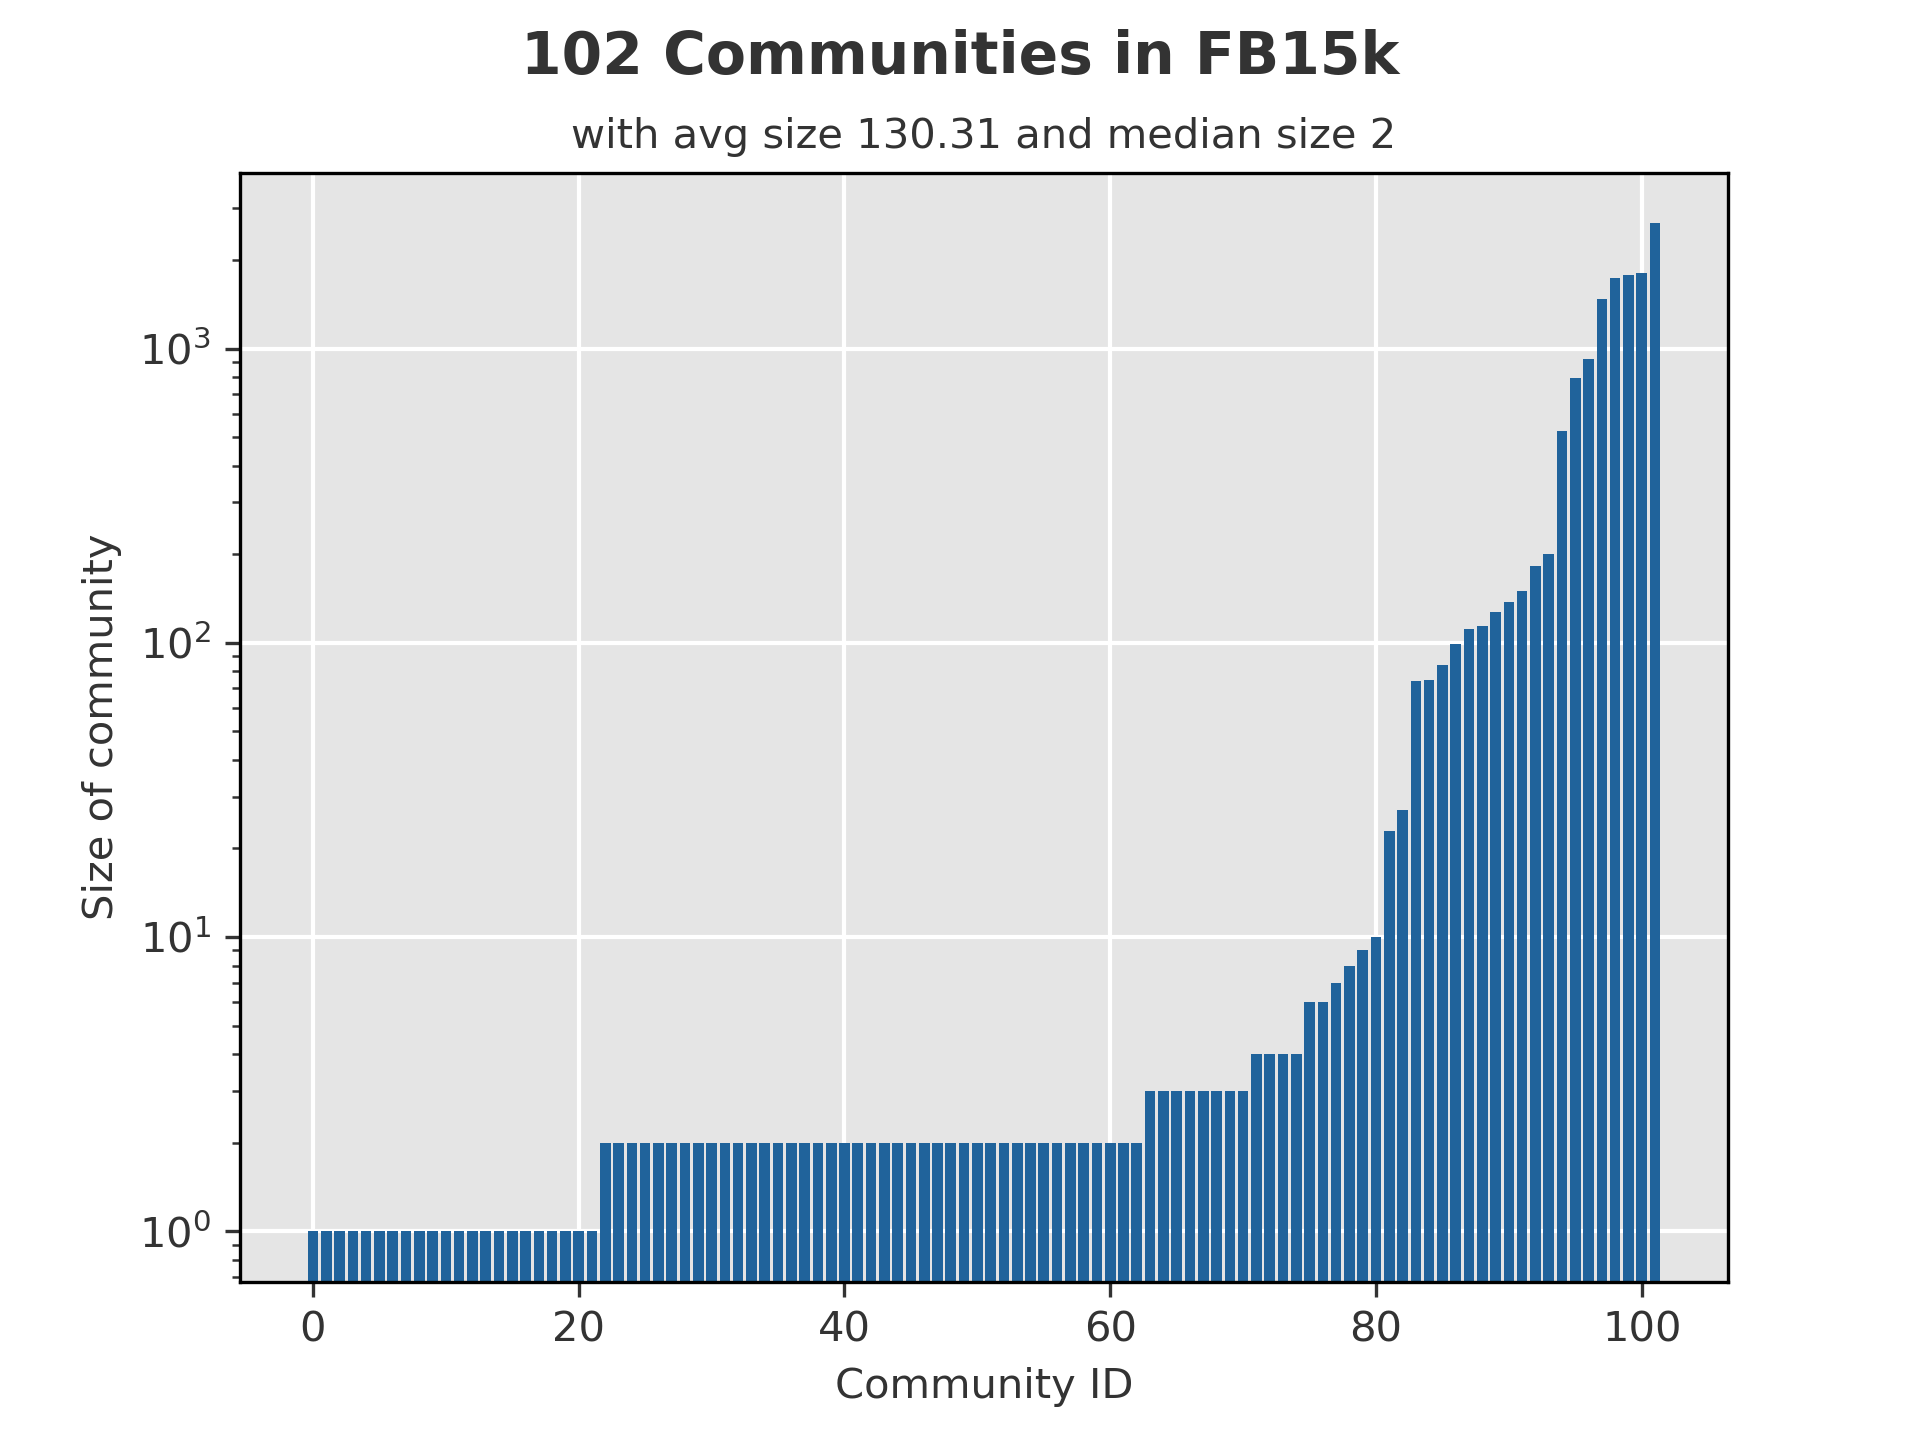 102 Communities in FB15k
with avg size 130.31 and median size 2
Size of community
10³
10²
10¹
10⁰
0 20 40 60 80 100
Community ID